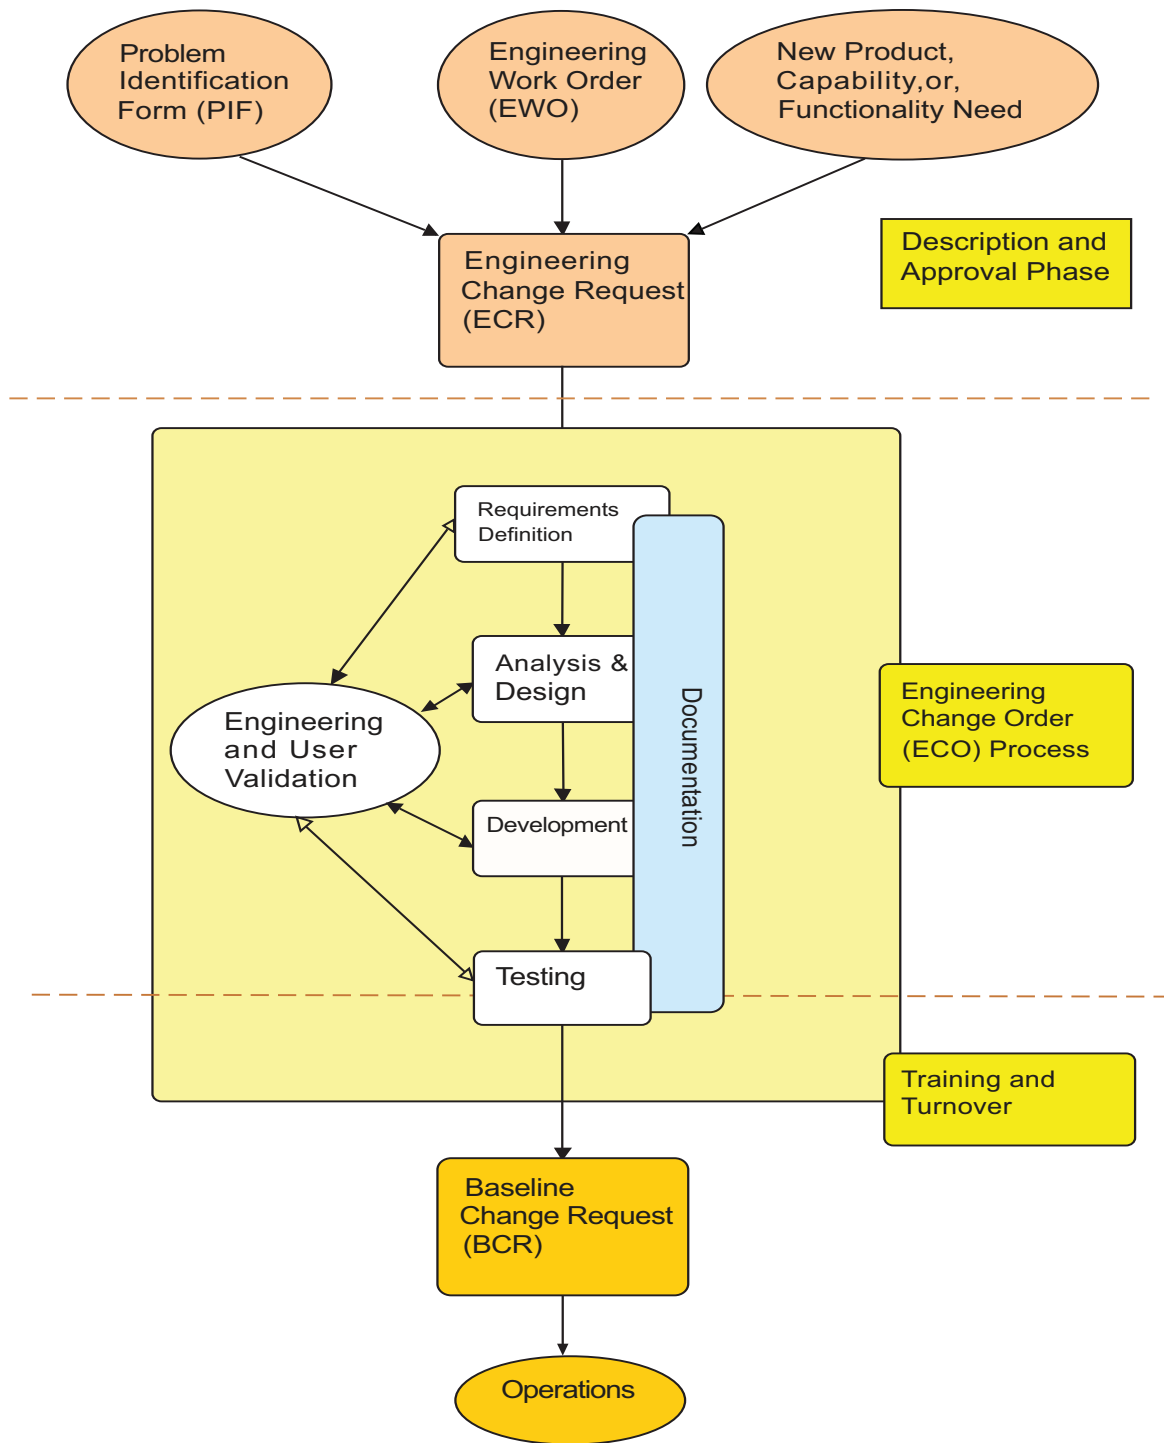 Problem
Identification
Form (PIF)
Engineering
Work Order
(EWO)
New Product,
Capability,or,
Functionality Need
Engineering
Change Request
(ECR)
Description and
Approval Phase
Requirements
Definition
Analysis &
Design
Documentation
Engineering
and User
Validation
Development
Engineering
Change Order
(ECO) Process
Testing
Training and
Turnover
Baseline
Change Request
(BCR)
Operations